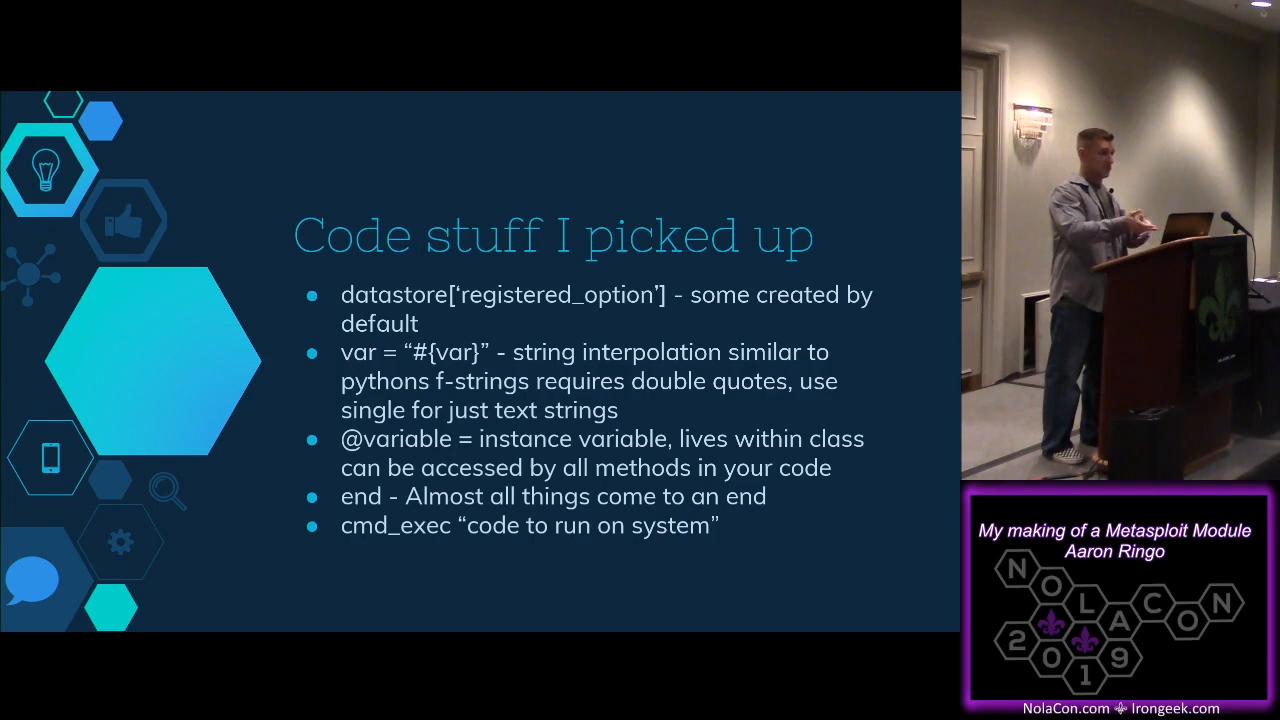 Code stuff I picked up
datastore[‘registered_option’] - some created by
default
var = “#{var}” - string interpolation similar to
pythons f-strings requires double quotes, use
single for just text strings
@variable = instance variable, lives within class
can be accessed by all methods in your code
end - Almost all things come to an end
cmd_exec “code to run on system”
My making of a Metasploit Module
Aaron Ringo
NOLACON
2019
NolaCon.com Irongeek.com